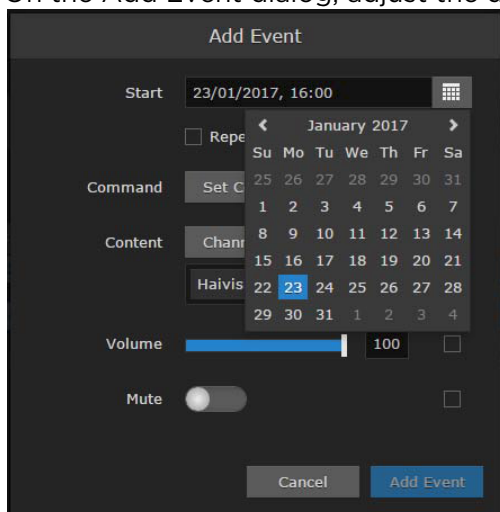 On the Add Event dialog, adjust the
Add Event
Start 23/01/2017, 16:00
Repe
January 2017
Su Mo Tu We Th Fr Sa
Command Set C 25 26 27 28 29 30 31
1 2 3 4 5 6 7
Content Chann 8 9 10 11 12 13 14
15 16 17 18 19 20 21
Haivis 22 23 24 25 26 27 28
29 30 31 1 2 3 4
Volume 100
Mute
Cancel Add Event